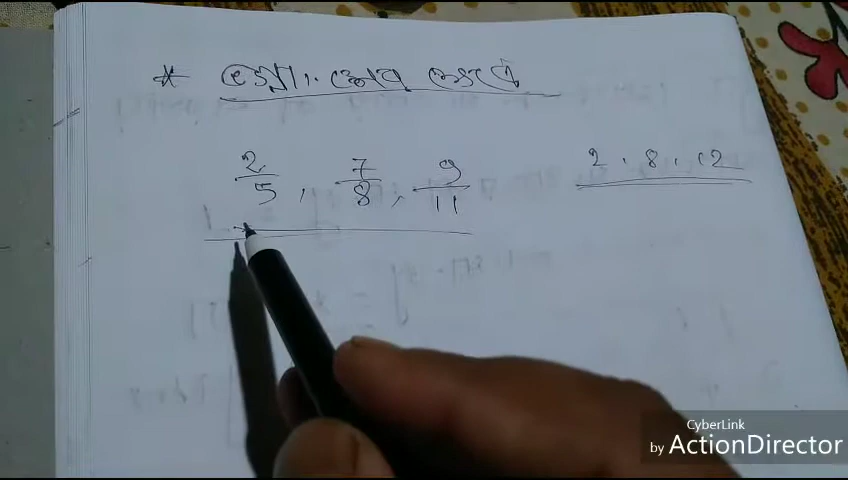 *
2/5, 7/8, 9/11
2, 8, 12
CyberLink
by ActionDirector